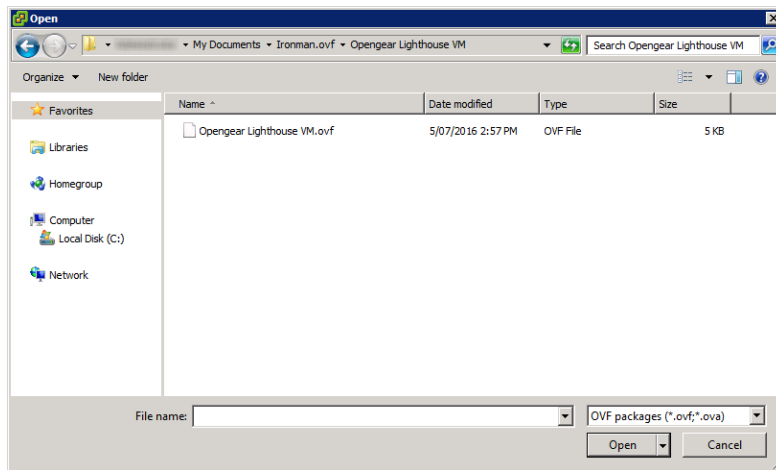 Open
My Documents Ironman.ovf Opengear Lighthouse VM
Search Opengear Lighthouse VM
Organize New folder
Favorites
Libraries
Homegroup
Computer
Local Disk (C:)
Network
Name Date modified Type Size
Opengear Lighthouse VM.ovf 5/07/2016 2:57 PM OVF File 5 KB
File name:
OVF packages (*.ovf;*.ova)
Open Cancel